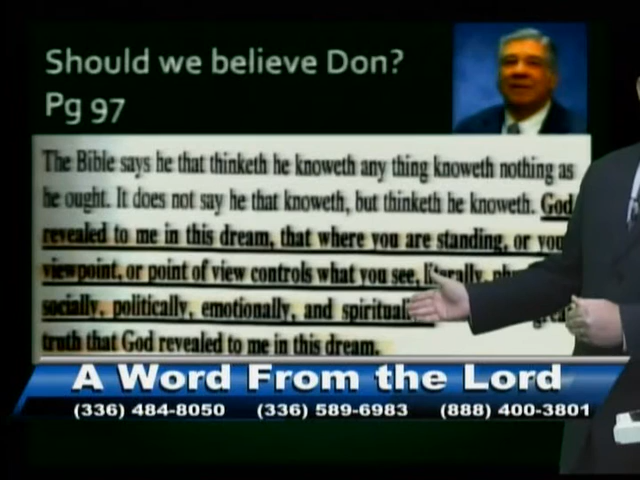 Should we believe Don?
Pg 97
The Bible says he that thinketh he knoweth any thing knoweth nothing as
he ought. It does not say he that knoweth, but thinketh he knoweth. God
revealed to me in this dream, that where you are standing, or
viewpoint, or point of view controls what you see, literally,
socially, politically, emotionally, and
truth that God revealed to me in this dream.
A Word From the Lord
(336) 484-8050 (336) 589-6983 (888) 400-3801